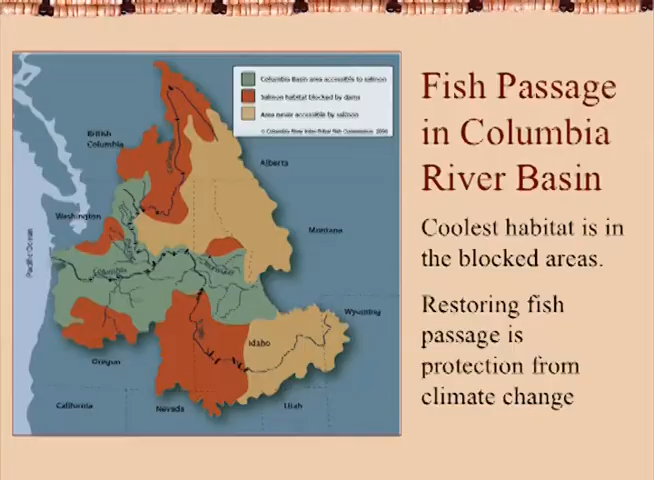 Fish Passage
in Columbia
River Basin
Coolest habitat is in
the blocked areas.
Restoring fish
passage is
protection from
climate change
Columbia Basin area accessible to salmon
Salmon habitat blocked by dams
Area never accessible by salmon
© Columbia River Inter-Tribal Fish Commission 2006
British
Columbia
Alberta
Washington
Montana
Pacific Ocean
Columbia
Wyoming
Idaho
Oregon
California
Nevada
Utah